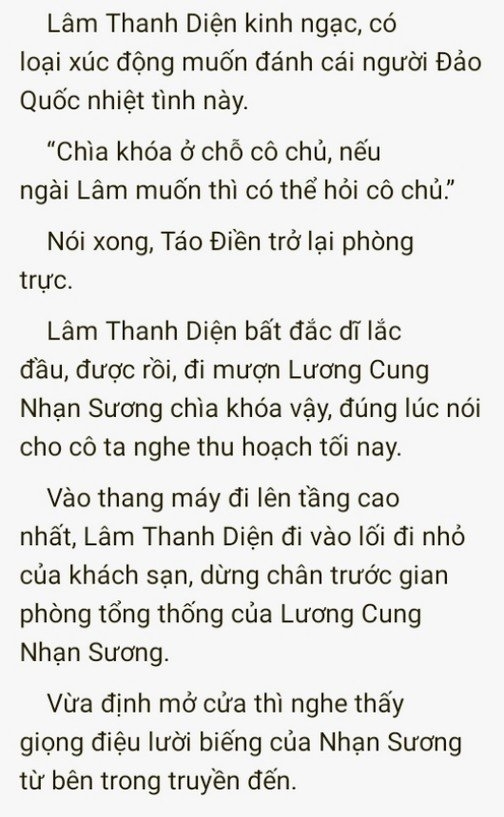 Lâm Thanh Diện kinh ngạc, có
loại xúc động muốn đánh cái người Đảo
Quốc nhiệt tình này.
“Chìa khóa ở chỗ cô chủ, nếu
ngài Lâm muốn thì có thể hỏi cô chủ.”
Nói xong, Táo Điền trở lại phòng
trực.
Lâm Thanh Diện bất đắc dĩ lắc
đầu, được rồi, đi mượn Lương Cung
Nhạn Sương chìa khóa vậy, đúng lúc nói
cho cô ta nghe thu hoạch tối nay.
Vào thang máy đi lên tầng cao
nhất, Lâm Thanh Diện đi vào lối đi nhỏ
của khách sạn, dừng chân trước gian
phòng tổng thống của Lương Cung
Nhạn Sương.
Vừa định mở cửa thì nghe thấy
giọng điệu lười biếng của Nhạn Sương
từ bên trong truyền đến.